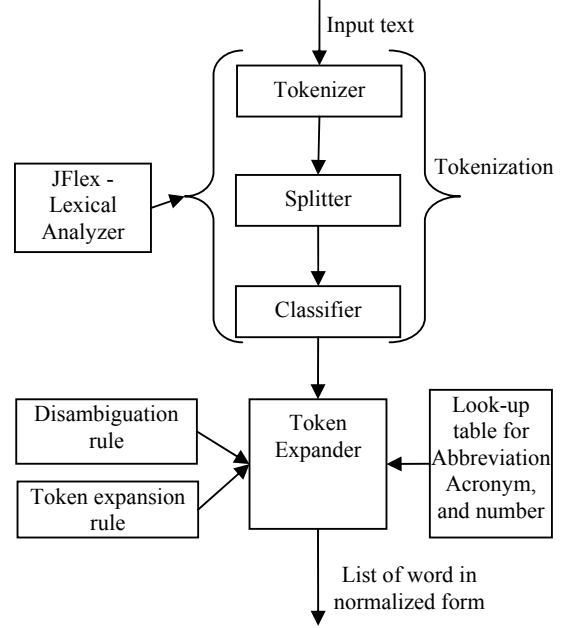 Input text
Tokenizer
JFlex -
Lexical
Analyzer
Splitter
Tokenization
Classifier
Disambiguation
rule
Token expansion
rule
Token
Expander
Look-up
table for
Abbreviation
Acronym,
and number
List of word in
normalized form